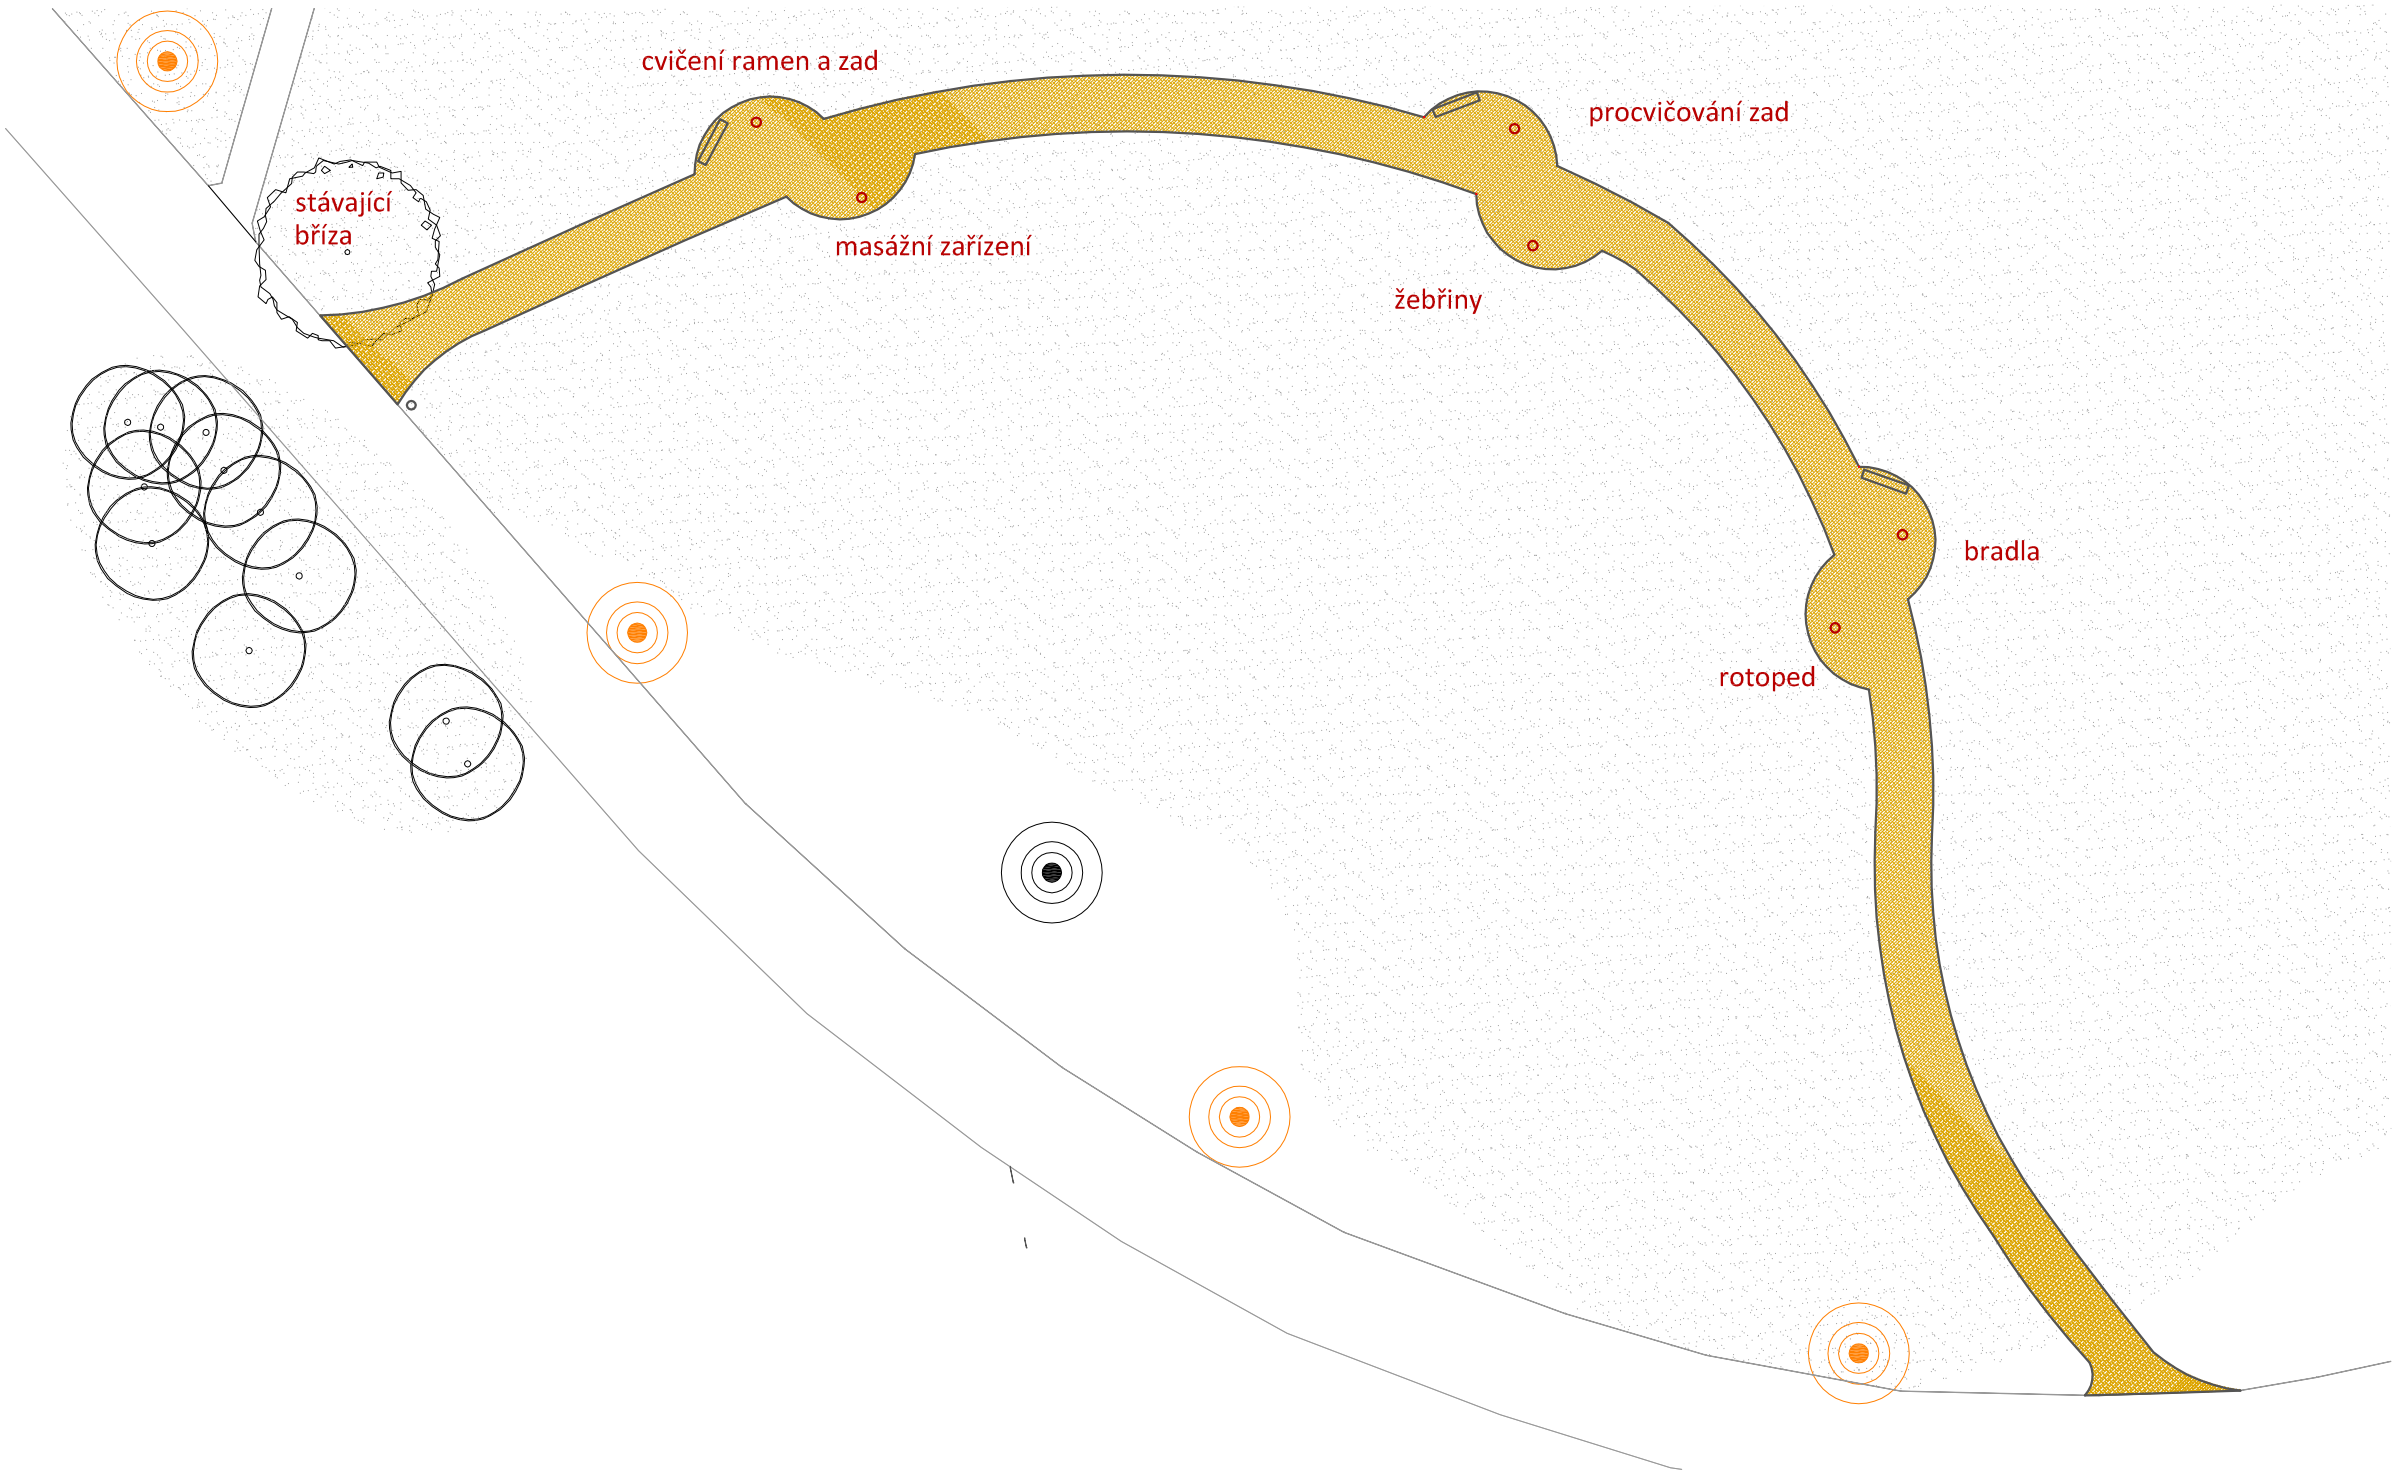 cvičení ramen a zad
procvičování zad
stávající
bříza
masážní zařízení
žebřiny
bradla
rotoped